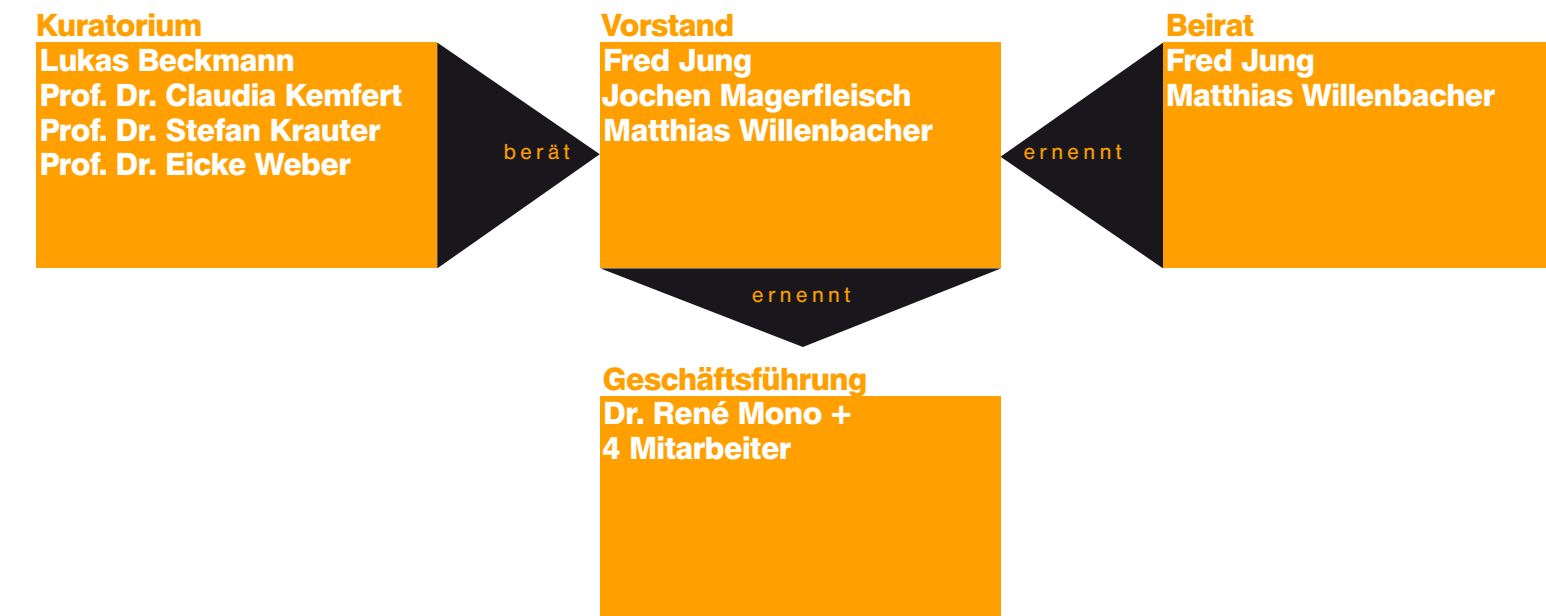 Kuratorium
Lukas Beckmann
Prof. Dr. Claudia Kemfert
Prof. Dr. Stefan Krauter
Prof. Dr. Eicke Weber
berät
Vorstand
Fred Jung
Jochen Magerfleisch
Matthias Willenbacher
ernennt
Beirat
Fred Jung
Matthias Willenbacher
ernennt
Geschäftsführung
Dr. René Mono +
4 Mitarbeiter